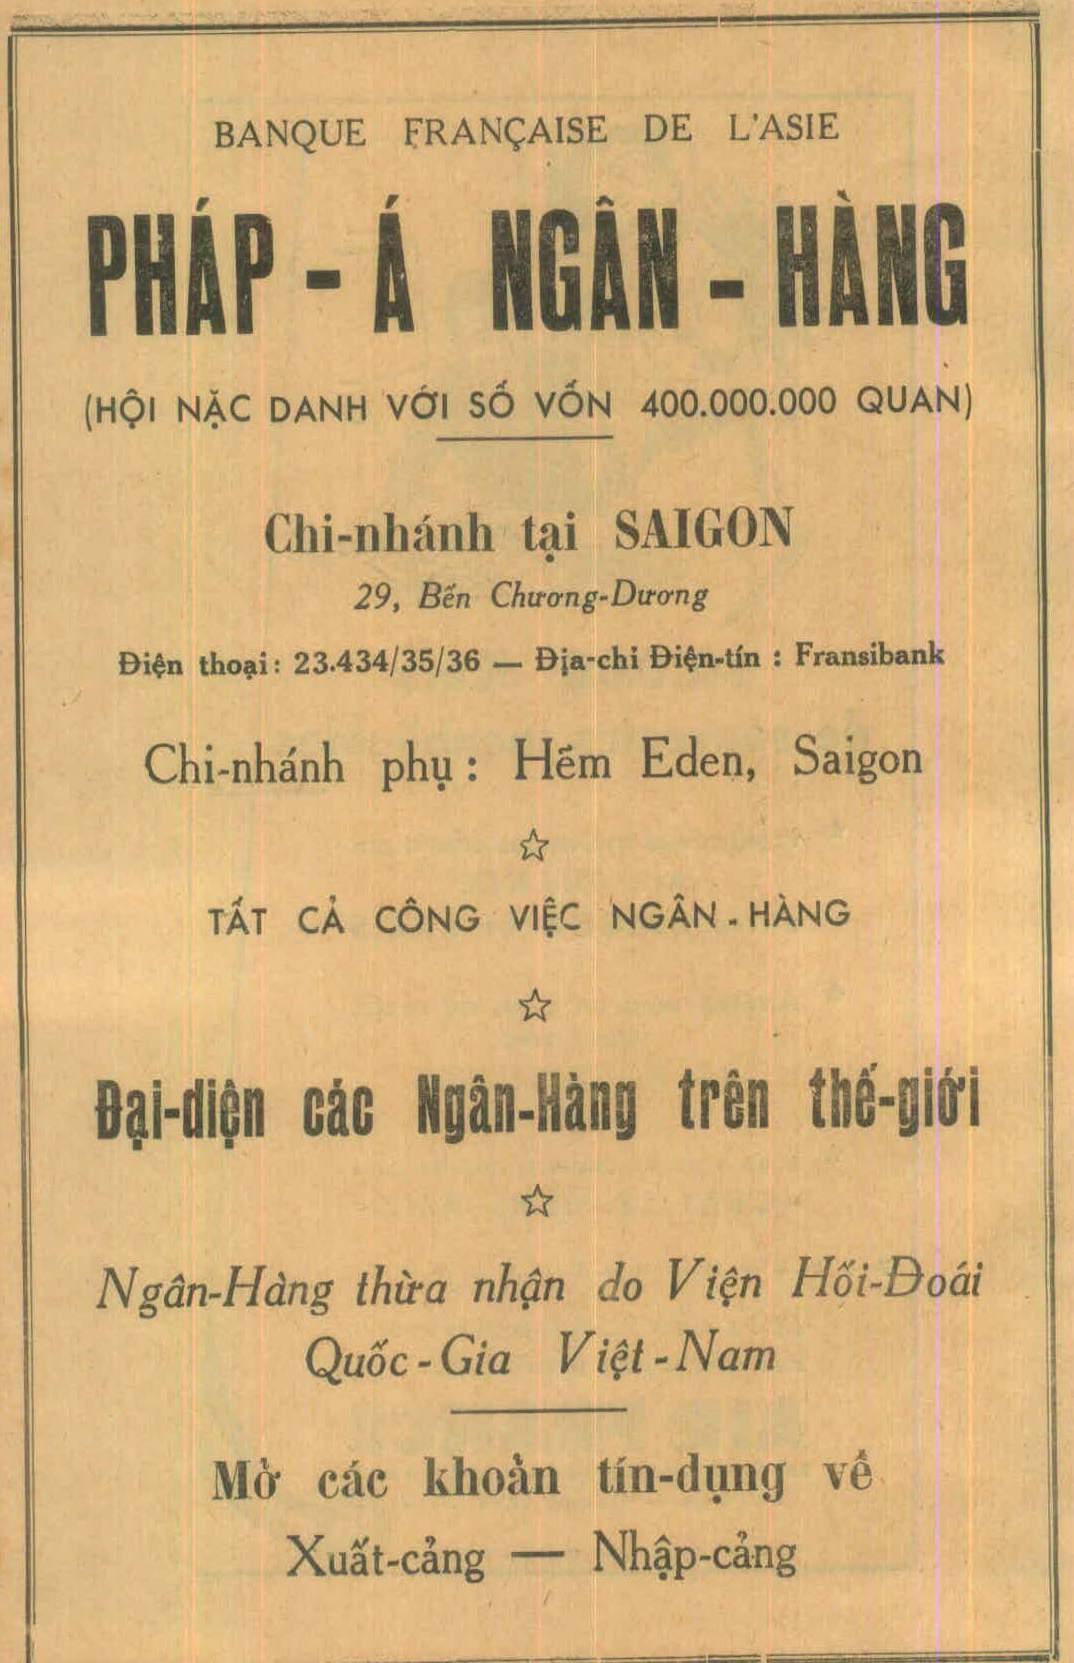 BANQUE FRANÇAISE DE L'ASIE
PHÁP - Á NGÂN - HÀNG
(HỘI NẶC DANH VỚI SỐ VỐN 400.000.000 QUAN)
Chi-nhánh tại SAIGON
29, Bến Chương-Dương
Điện thoại : 23.434/35/36 — Địa-chỉ Điện-tín : Fransibank
Chi-nhánh phụ : Hẻm Eden, Saigon
☆
TẤT CẢ CÔNG VIỆC NGÂN - HÀNG
☆
Đại-diện các Ngân-Hàng trên thế-giới
☆
Ngân-Hàng thừa nhận do Viện Hối-Đoái
Quốc - Gia Việt - Nam
Mở các khoản tín-dụng về
Xuất-cảng — Nhập-cảng